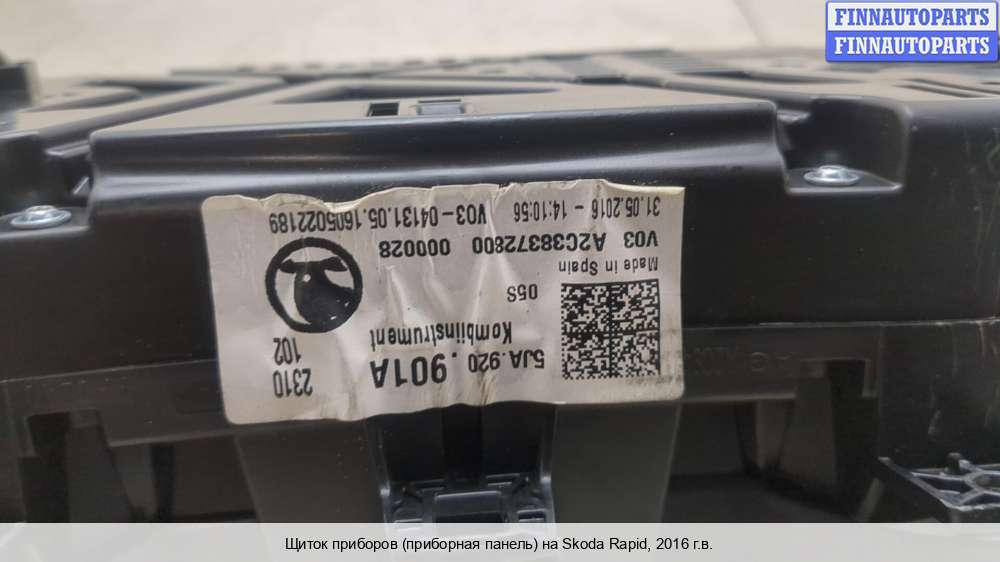 FINNAUTOPARTS
FINNAUTOPARTS
5JA.920 .901A
2310
102
Kombiinstrument
05S
Made in Spain
V03 A2C38372800 000028
31.05.2016 - 14:10:56 V03-04131.05.1605022189
Щиток приборов (приборная панель) на Skoda Rapid, 2016 г.в.